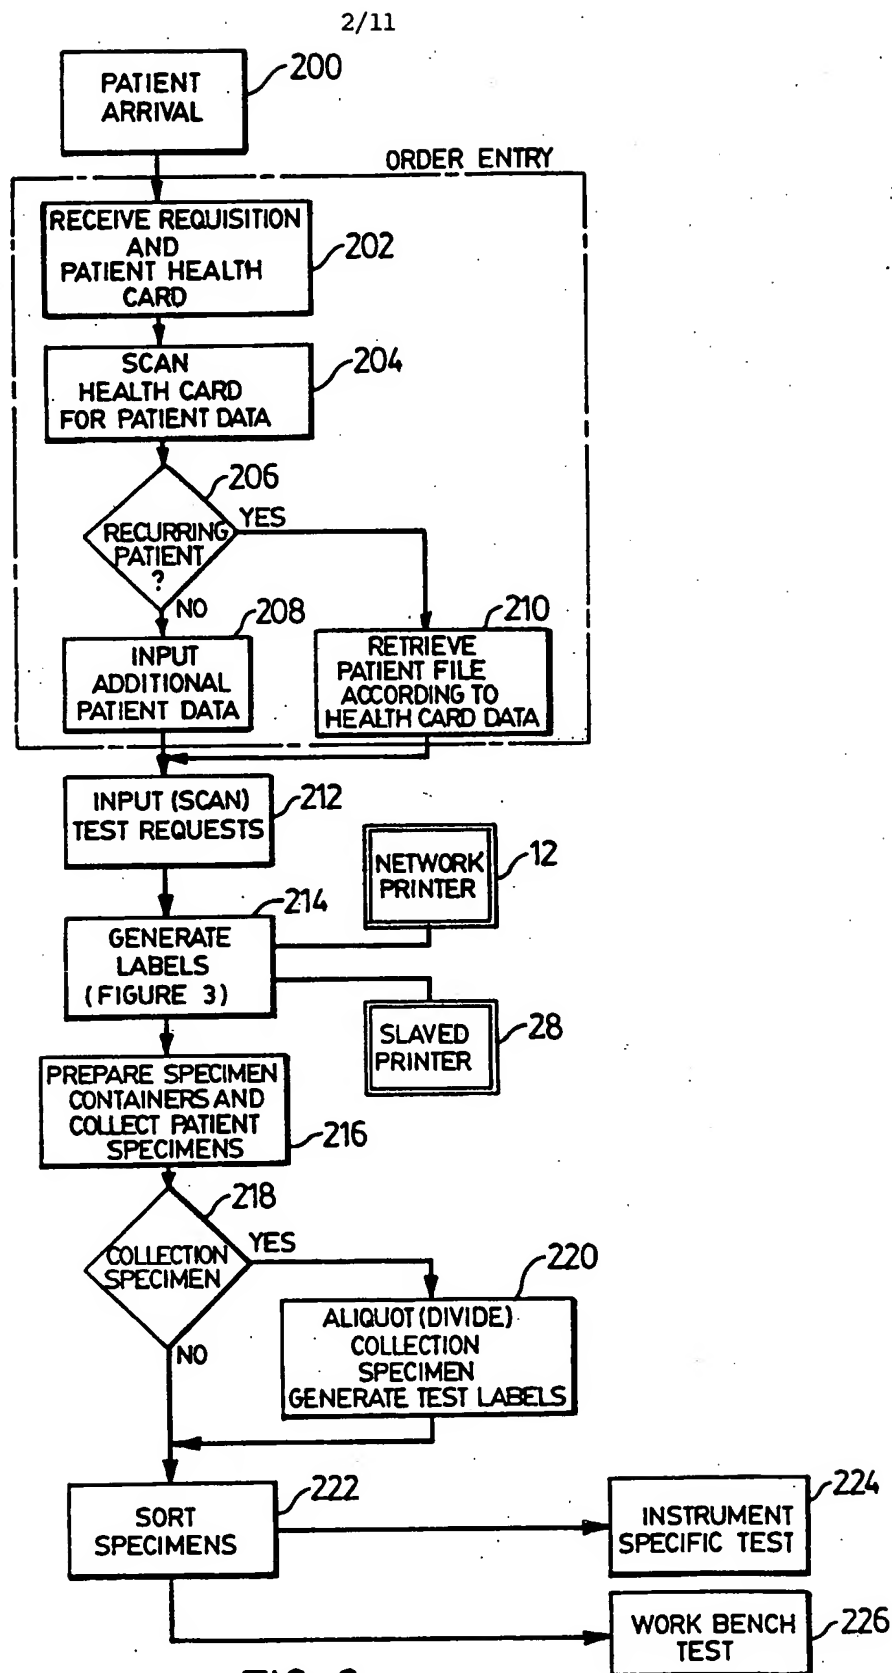 2/11
PATIENT
ARRIVAL
200
ORDER ENTRY
RECEIVE REQUISITION
AND
PATIENT HEALTH
CARD
202
SCAN
HEALTH CARD
FOR PATIENT DATA
204
206
RECURRING
PATIENT
?
YES
NO
208
INPUT
ADDITIONAL
PATIENT DATA
210
RETRIEVE
PATIENT FILE
ACCORDING TO
HEALTH CARD DATA
INPUT (SCAN)
TEST REQUESTS
212
NETWORK
PRINTER
12
214
GENERATE
LABELS
(FIGURE 3)
SLAVED
PRINTER
28
PREPARE SPECIMEN
CONTAINERS AND
COLLECT PATIENT
SPECIMENS
216
218
COLLECTION
SPECIMEN
YES
NO
220
ALIQUOT (DIVIDE)
COLLECTION
SPECIMEN
GENERATE TEST LABELS
SORT
SPECIMENS
222
INSTRUMENT
SPECIFIC TEST
224
WORK BENCH
TEST
226